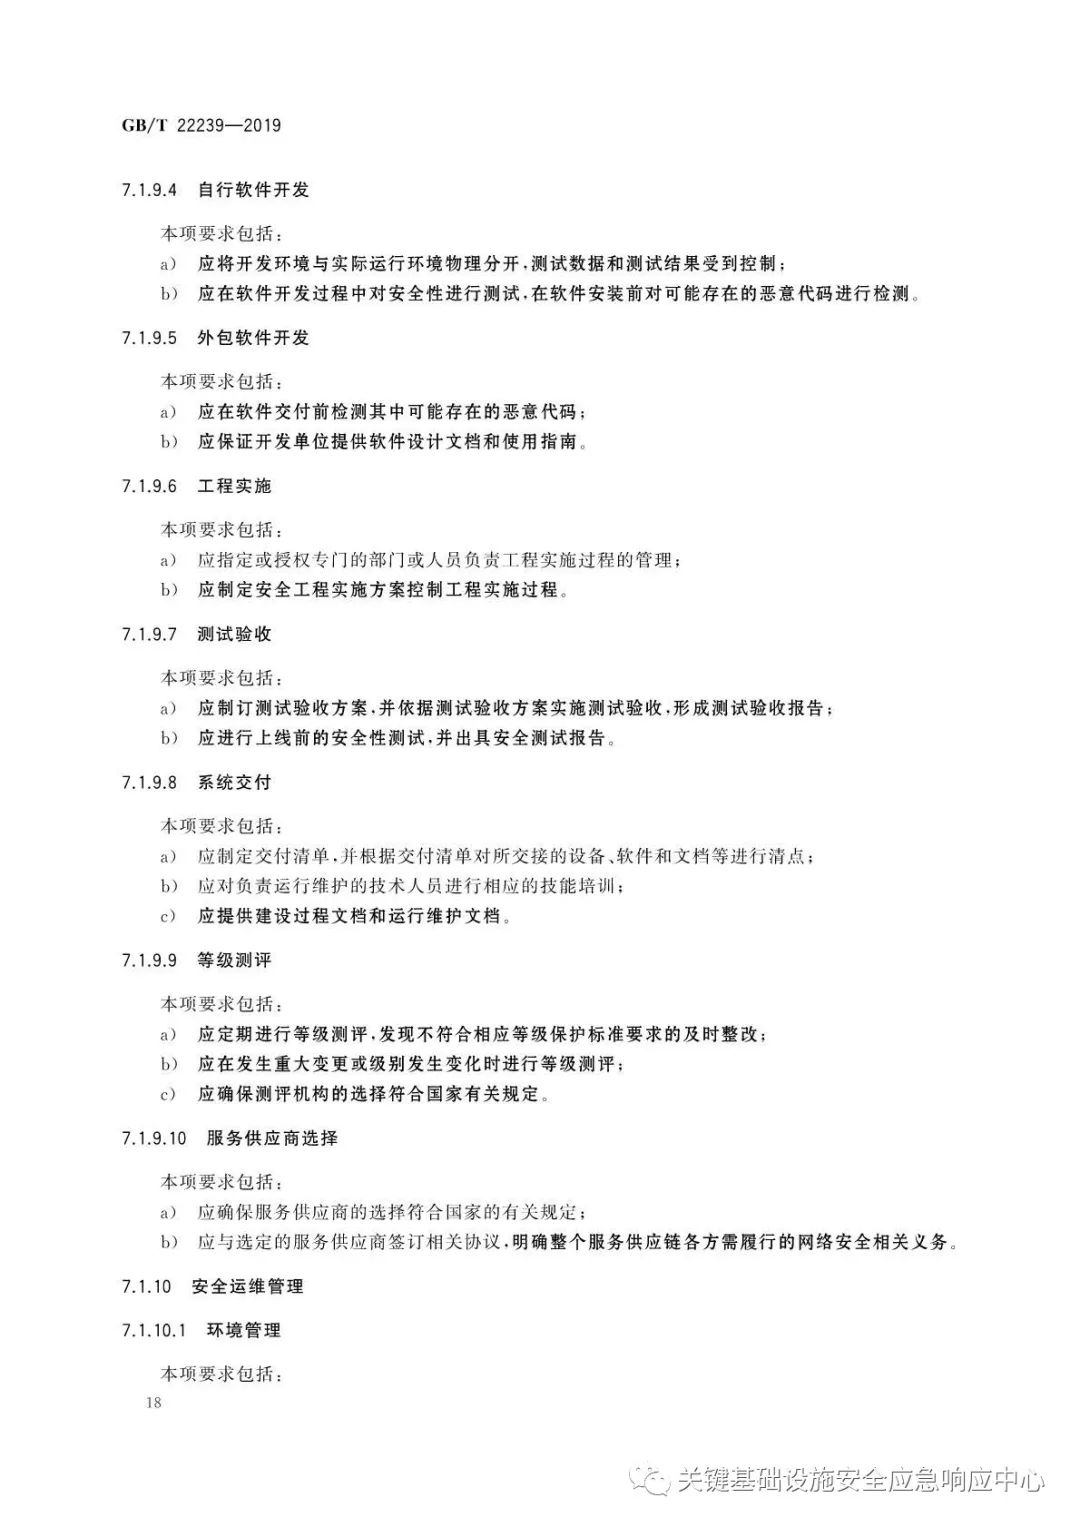 GB/T 22239—2019
7.1.9.4 自行软件开发
本项要求包括:
a) 应将开发环境与实际运行环境物理分开,测试数据和测试结果受到控制;
b) 应在软件开发过程中对安全性进行测试,在软件安装前对可能存在的恶意代码进行检测。
7.1.9.5 外包软件开发
本项要求包括:
a) 应在软件交付前检测其中可能存在的恶意代码;
b) 应保证开发单位提供软件设计文档和使用指南。
7.1.9.6 工程实施
本项要求包括:
a) 应指定或授权专门的部门或人员负责工程实施过程的管理;
b) 应制定安全工程实施方案控制工程实施过程。
7.1.9.7 测试验收
本项要求包括:
a) 应制订测试验收方案,并依据测试验收方案实施测试验收,形成测试验收报告;
b) 应进行上线前的安全性测试,并出具安全测试报告。
7.1.9.8 系统交付
本项要求包括:
a) 应制定交付清单,并根据交付清单对所交接的设备、软件和文档等进行清点;
b) 应对负责运行维护的技术人员进行相应的技能培训;
c) 应提供建设过程文档和运行维护文档。
7.1.9.9 等级测评
本项要求包括:
a) 应定期进行等级测评,发现不符合相应等级保护标准要求的及时整改;
b) 应在发生重大变更或级别发生变化时进行等级测评;
c) 应确保测评机构的选择符合国家有关规定。
7.1.9.10 服务供应商选择
本项要求包括:
a) 应确保服务供应商的选择符合国家的有关规定;
b) 应与选定的服务供应商签订相关协议,明确整个服务供应链各方需履行的网络安全相关义务。
7.1.10 安全运维管理
7.1.10.1 环境管理
本项要求包括:
18
关键基础设施安全应急响应中心